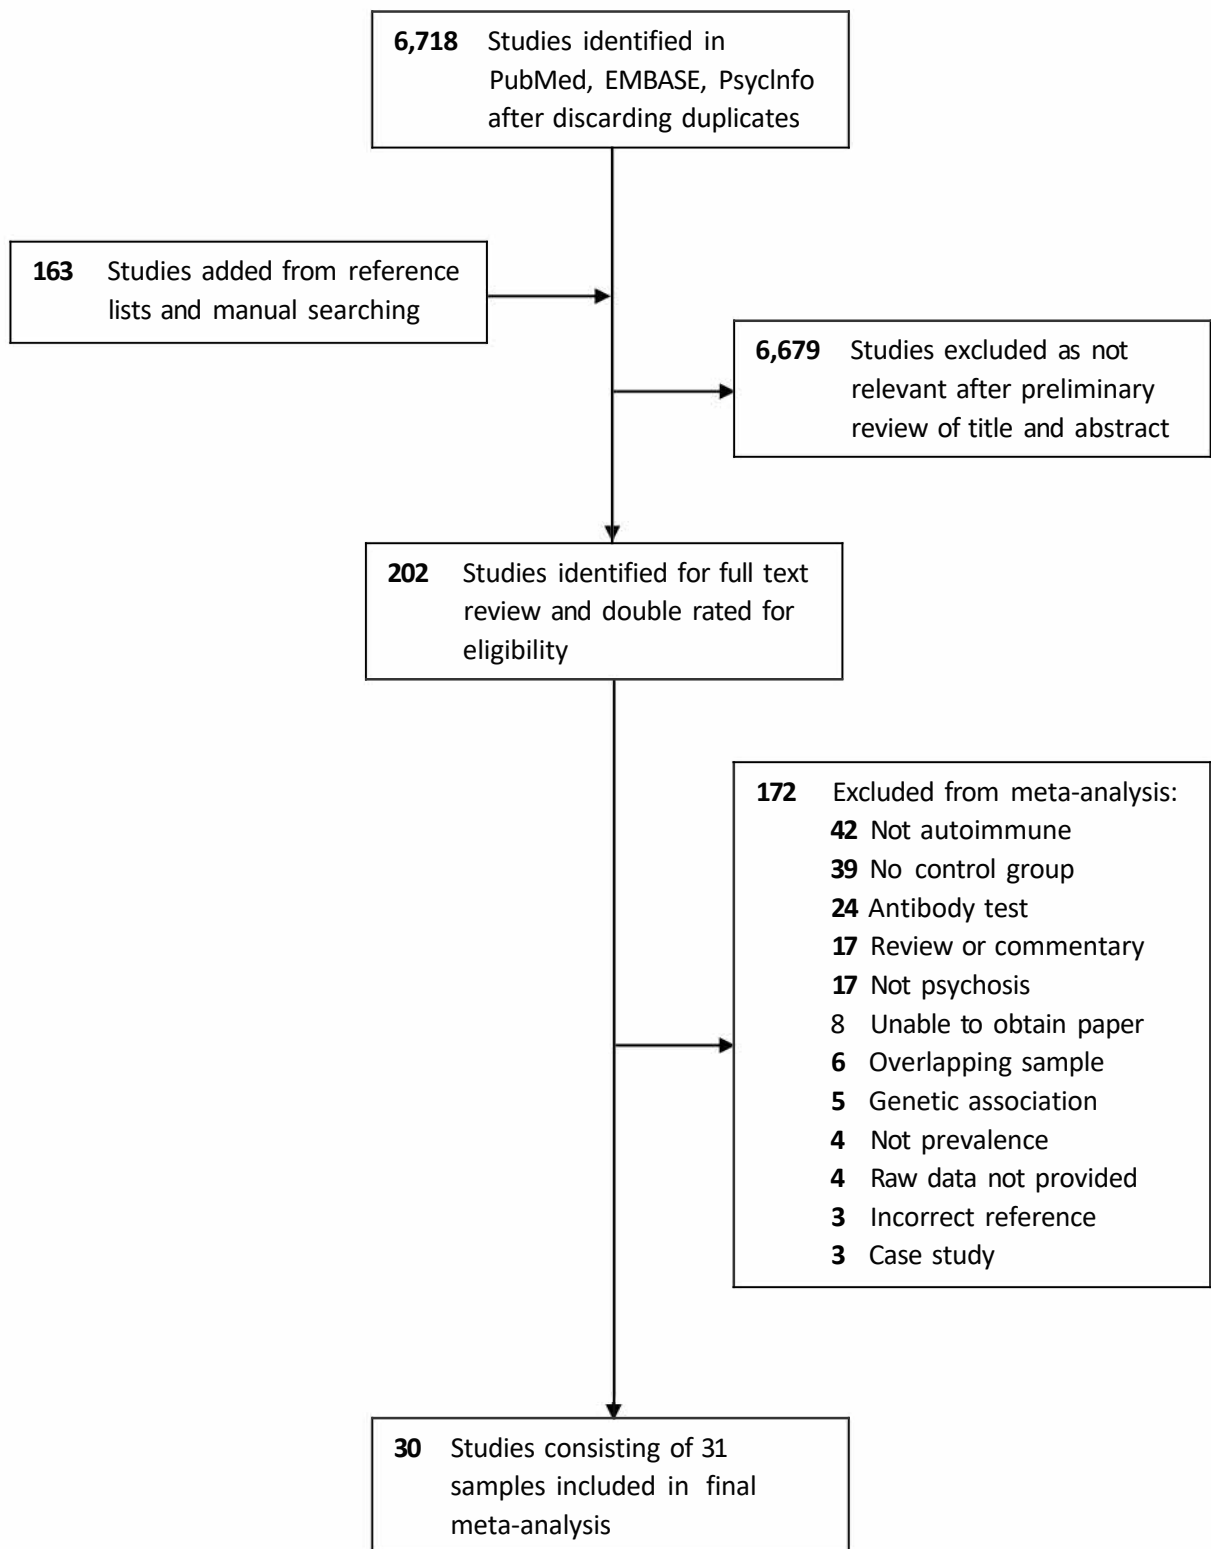 6,718 Studies identified in
PubMed, EMBASE, PsycInfo
after discarding duplicates
163 Studies added from reference
lists and manual searching
6,679 Studies excluded as not
relevant after preliminary
review of title and abstract
202 Studies identified for full text
review and double rated for
eligibility
172 Excluded from meta-analysis:
42 Not autoimmune
39 No control group
24 Antibody test
17 Review or commentary
17 Not psychosis
8 Unable to obtain paper
6 Overlapping sample
5 Genetic association
4 Not prevalence
4 Raw data not provided
3 Incorrect reference
3 Case study
30 Studies consisting of 31
samples included in final
meta-analysis